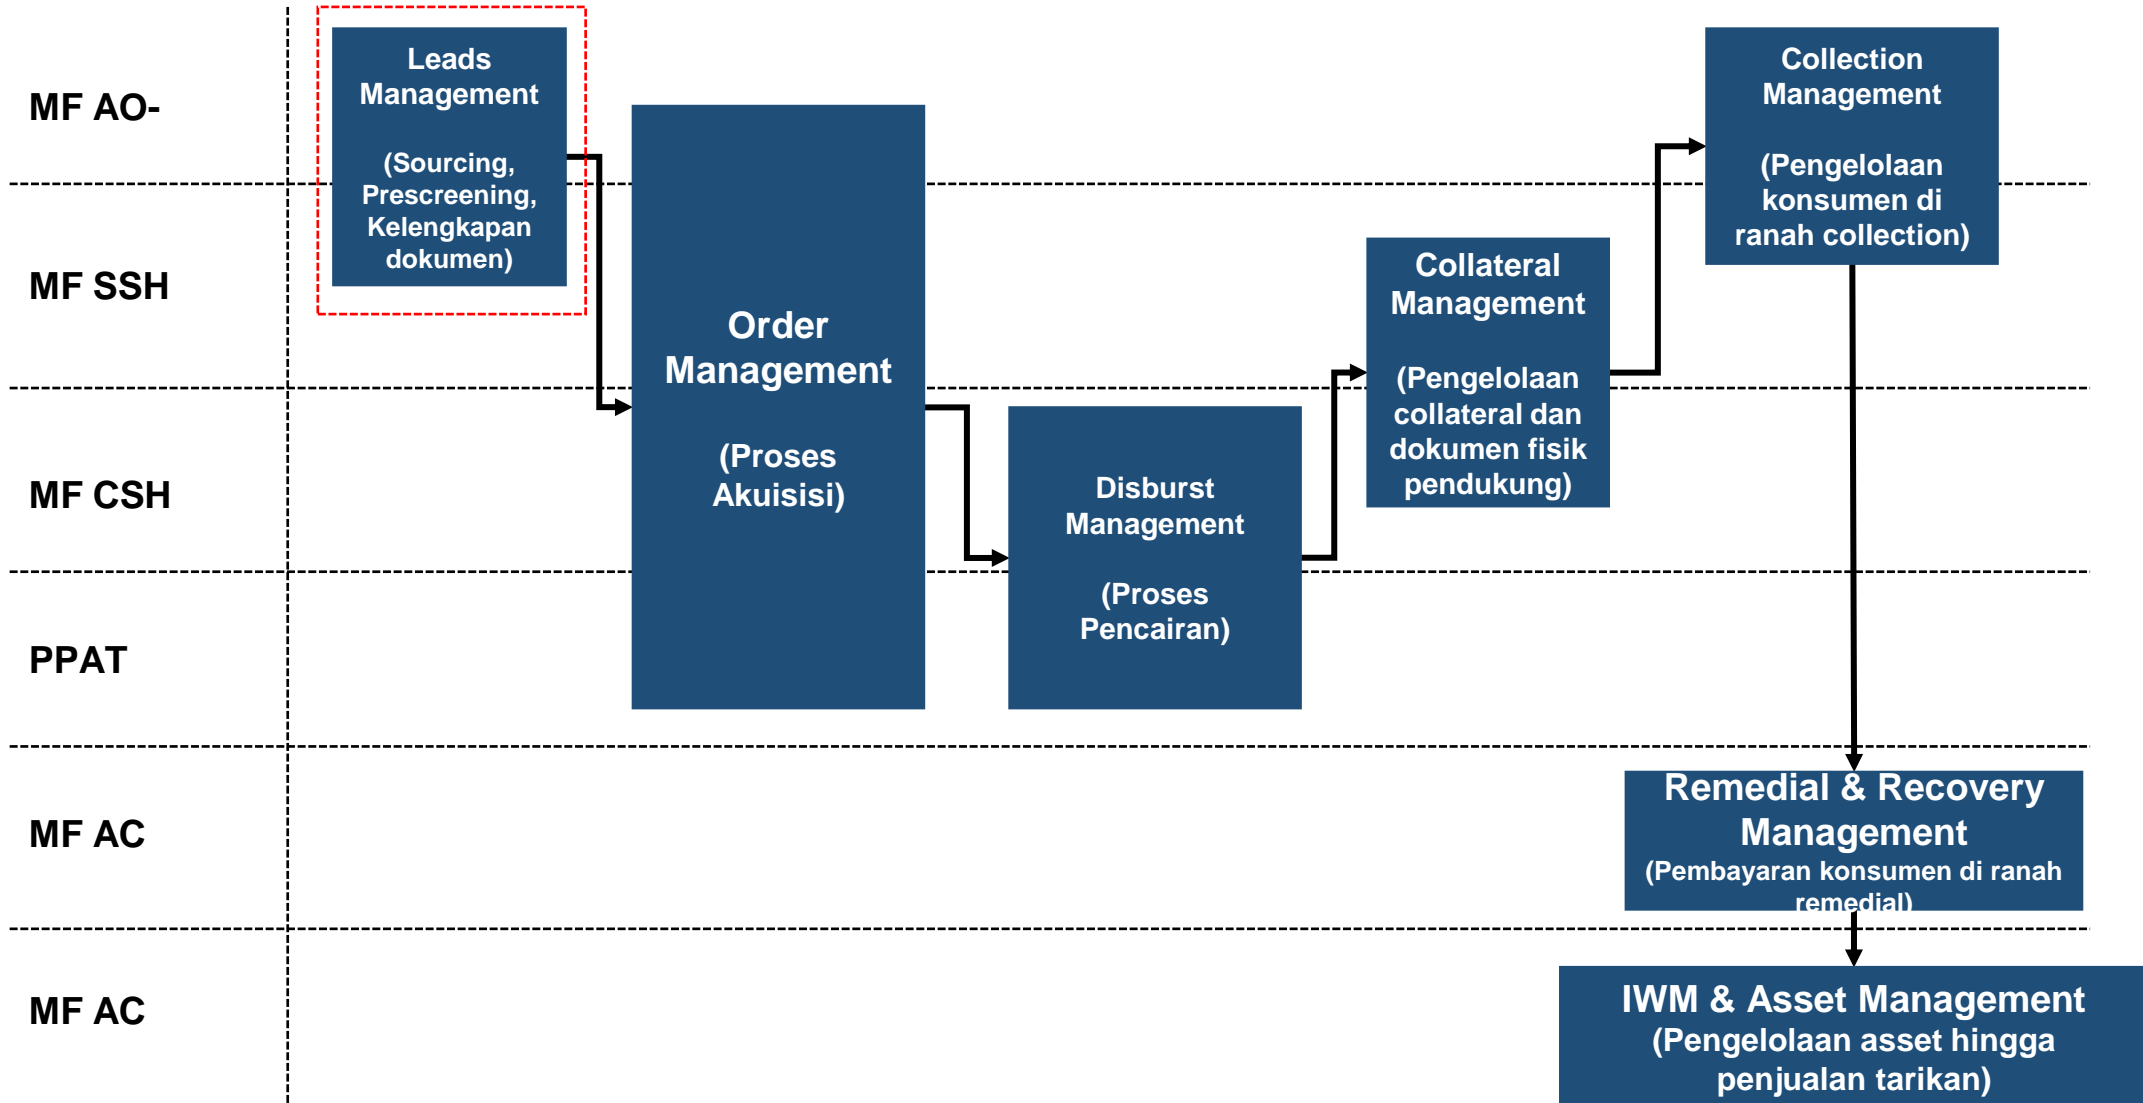 MF AO-
MF SSH
MF CSH
PPAT
MF AC
MF AC
Leads
Management
(Sourcing,
Prescreening,
Kelengkapan
dokumen)
Order
Management
(Proses
Akuisisi)
Disburst
Management
(Proses
Pencairan)
Collateral
Management
(Pengelolaan
collateral dan
dokumen fisik
pendukung)
Collection
Management
(Pengelolaan
konsumen di
ranah collection)
Remedial & Recovery
Management
(Pembayaran konsumen di ranah
remedial)
IWM & Asset Management
(Pengelolaan asset hingga
penjualan tarikan)